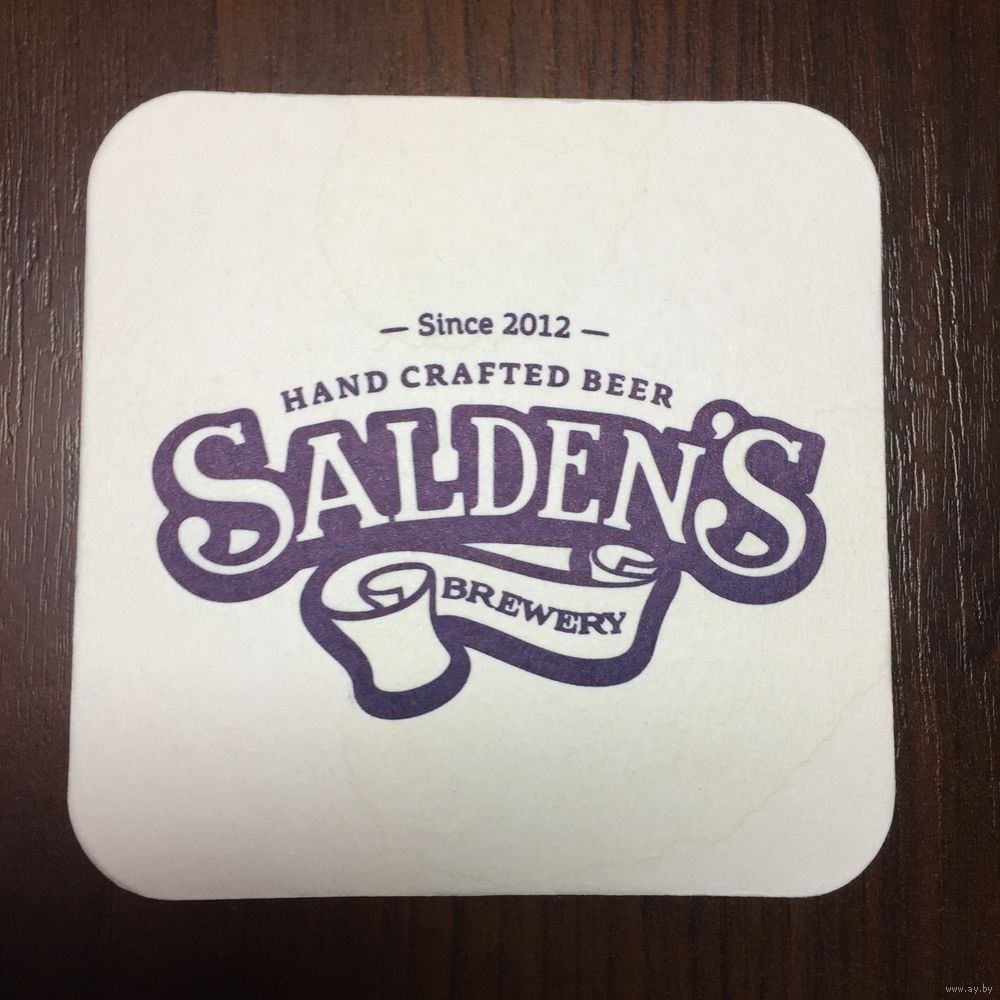 — Since 2012 —
HAND CRAFTED BEER
SALDEN'S
BREWERY
www.ay.by